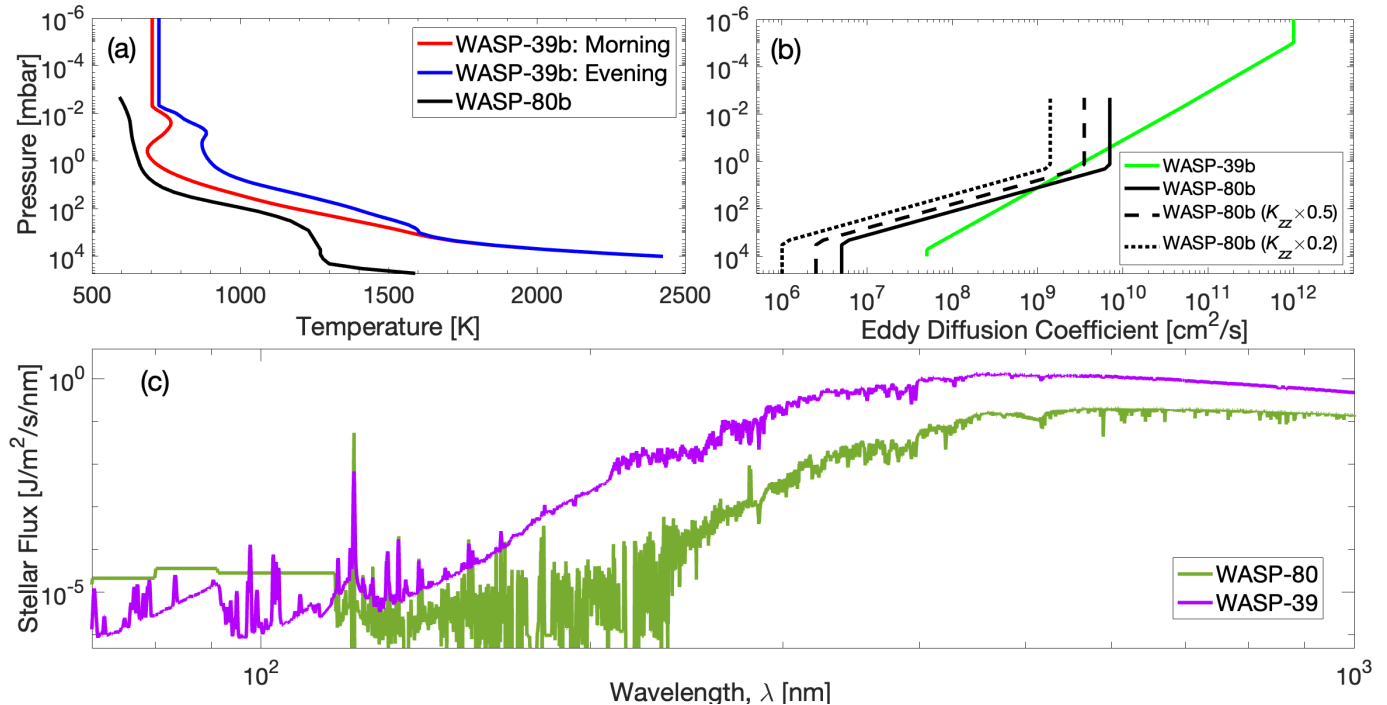 (a)
WASP-39b: Morning
WASP-39b: Evening
WASP-80b
10^-6
10^-4
10^-2
10^0
10^2
10^4
Pressure [mbar]
500
1000
1500
2000
2500
Temperature [K]
(b)
10^-6
10^-4
10^-2
10^0
10^2
10^4
WASP-39b
WASP-80b
WASP-80b (K_zz×0.5)
WASP-80b (K_zz×0.2)
10^6
10^7
10^8
10^9
10^10
10^11
10^12
Eddy Diffusion Coefficient [cm^2/s]
(c)
10^0
10^-5
Stellar Flux [J/m^2/s/nm]
WASP-80
WASP-39
10^2
10^3
Wavelength, λ [nm]